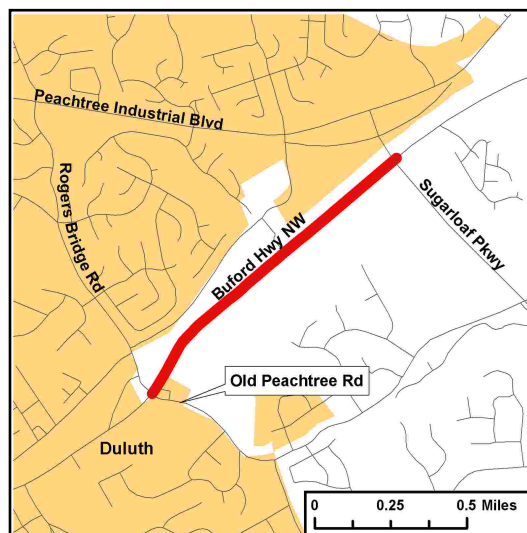 Peachtree Industrial Blvd
Rogers Bridge Rd
Buford Hwy NW
Sugarloaf Pkwy
Old Peachtree Rd
Duluth
0 0.25 0.5 Miles